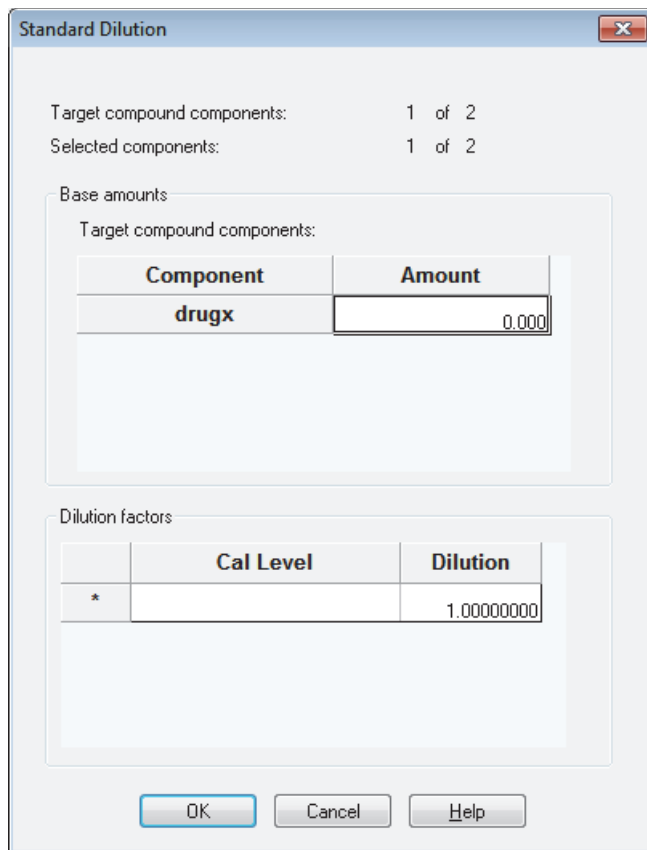 Standard Dilution
Target compound components: 1 of 2
Selected components: 1 of 2
Base amounts
Target compound components:
Component Amount
drugx 0.000
Dilution factors
Cal Level Dilution
* 1.00000000
OK Cancel Help